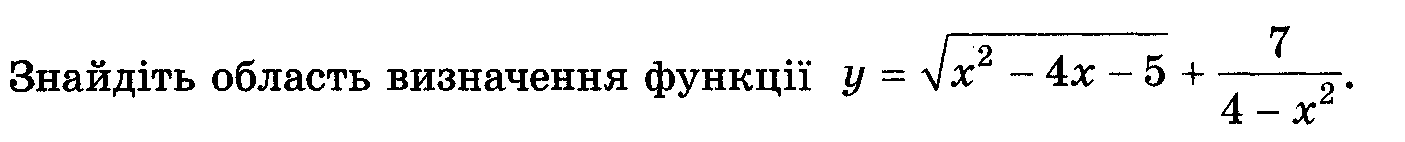 Знайдіть область визначення функції y = √(x² − 4x − 5) + 7/(4 − x²).